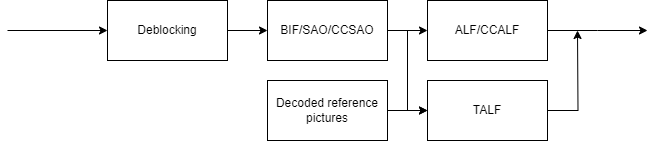 Deblocking
BIF/SAO/CCSAO
ALF/CCALF
Decoded reference
pictures
TALF